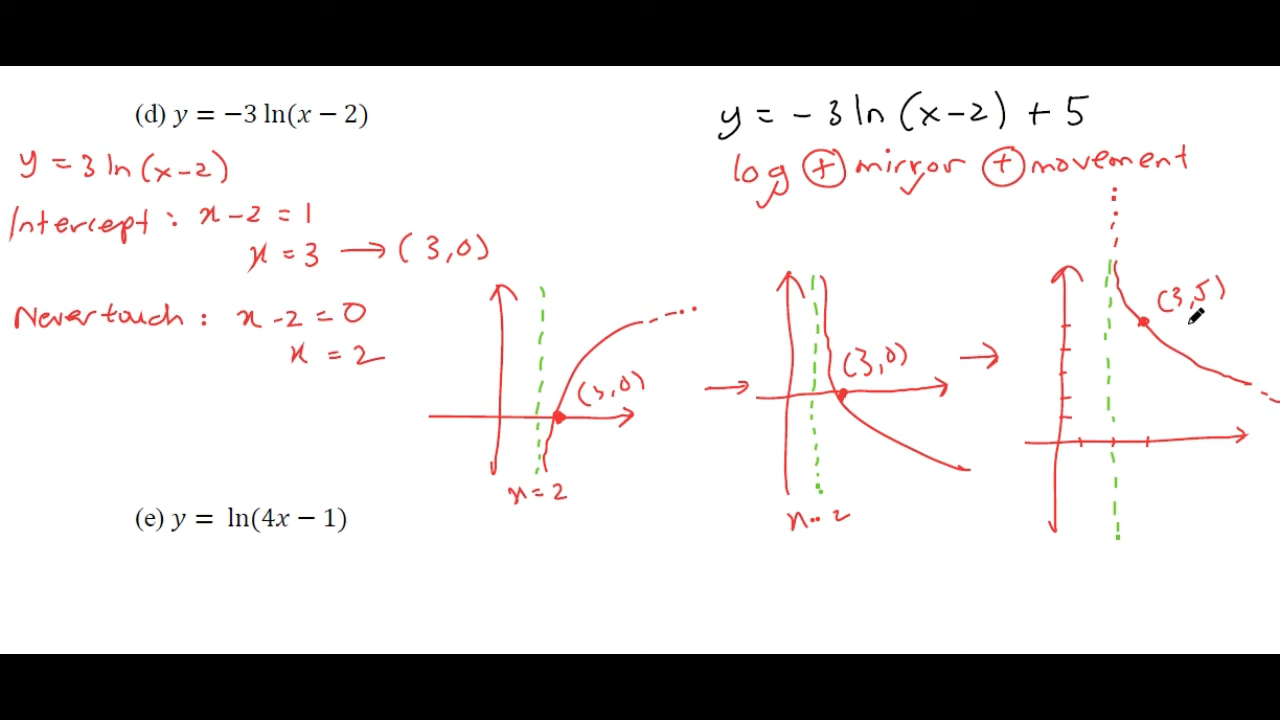 (d) y = −3 ln(x − 2)
y = 3 ln (x-2)
Intercept : x - 2 = 1
x = 3 → (3,0)
Never touch : x - 2 = 0
x = 2
y = - 3 ln (x-2) + 5
log + mirror + movement
(3,0)
x = 2
→
(3,0)
x = 2
→
(3,5)
(e) y = ln(4x − 1)